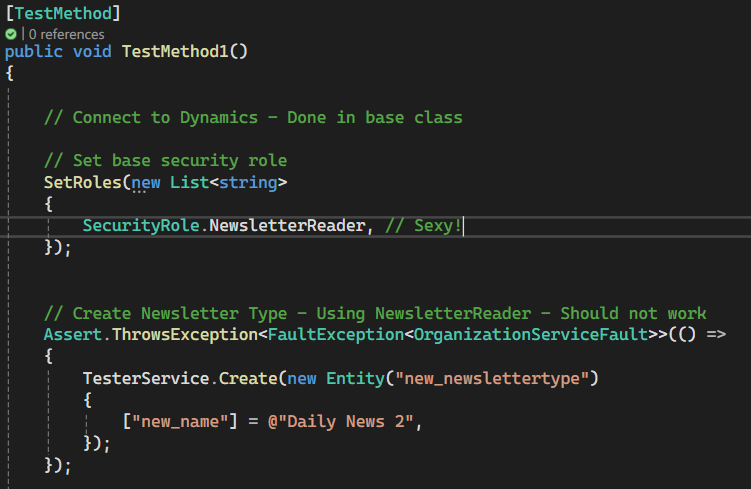 [TestMethod]
| 0 references
public void TestMethod1()
{
// Connect to Dynamics - Done in base class
// Set base security role
SetRoles(new List<string>
{
SecurityRole.NewsletterReader, // Sexy!
});
// Create Newsletter Type - Using NewsletterReader - Should not work
Assert.ThrowsException<FaultException<OrganizationServiceFault>>(() =>
{
TesterService.Create(new Entity("new_newslettertype")
{
["new_name"] = @"Daily News 2",
});
});